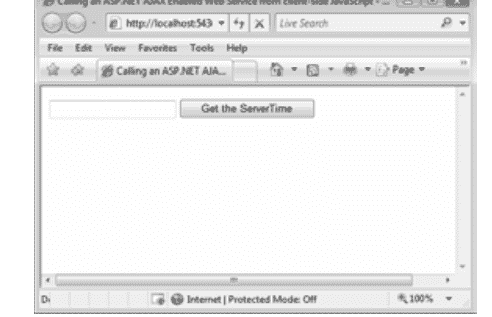 Calling an ASP.NET AJAX Enabled Web Service from client-side JavaScript - ...
http://localhost:543
Live Search
File Edit View Favorites Tools Help
Calling an ASP.NET AJA...
Page
Get the ServerTime
Internet | Protected Mode: Off
100%